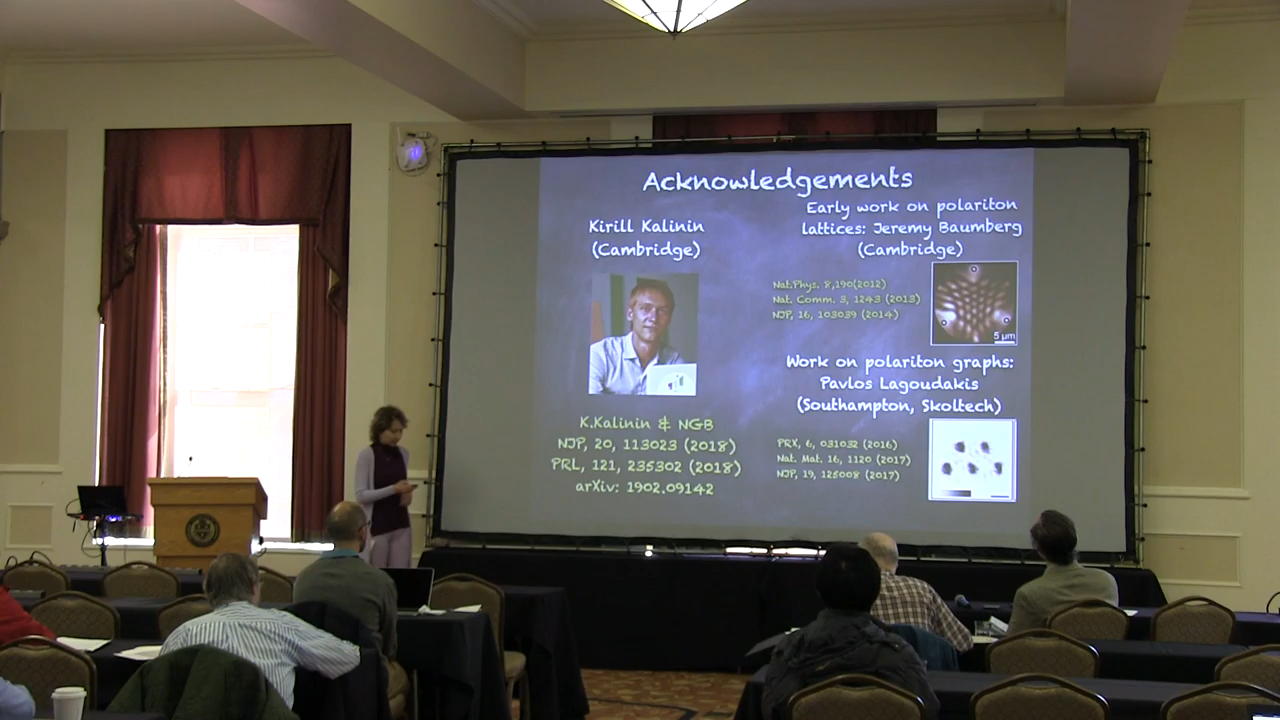 Acknowledgements
Kirill Kalinin
(Cambridge)
K.Kalinin & NGB
NJP, 20, 113023 (2018)
PRL, 121, 235302 (2018)
arXiv: 1902.09142
Early work on polariton
lattices: Jeremy Baumberg
(Cambridge)
Nat.Phys. 8,190(2012)
Nat. Comm. 3, 1243 (2013)
NJP, 16, 103039 (2014)
5 µm
Work on polariton graphs:
Pavlos Lagoudakis
(Southampton, Skoltech)
PRX, 6, 031032 (2016)
Nat. Mat. 16, 1120 (2017)
NJP, 19, 125008 (2017)